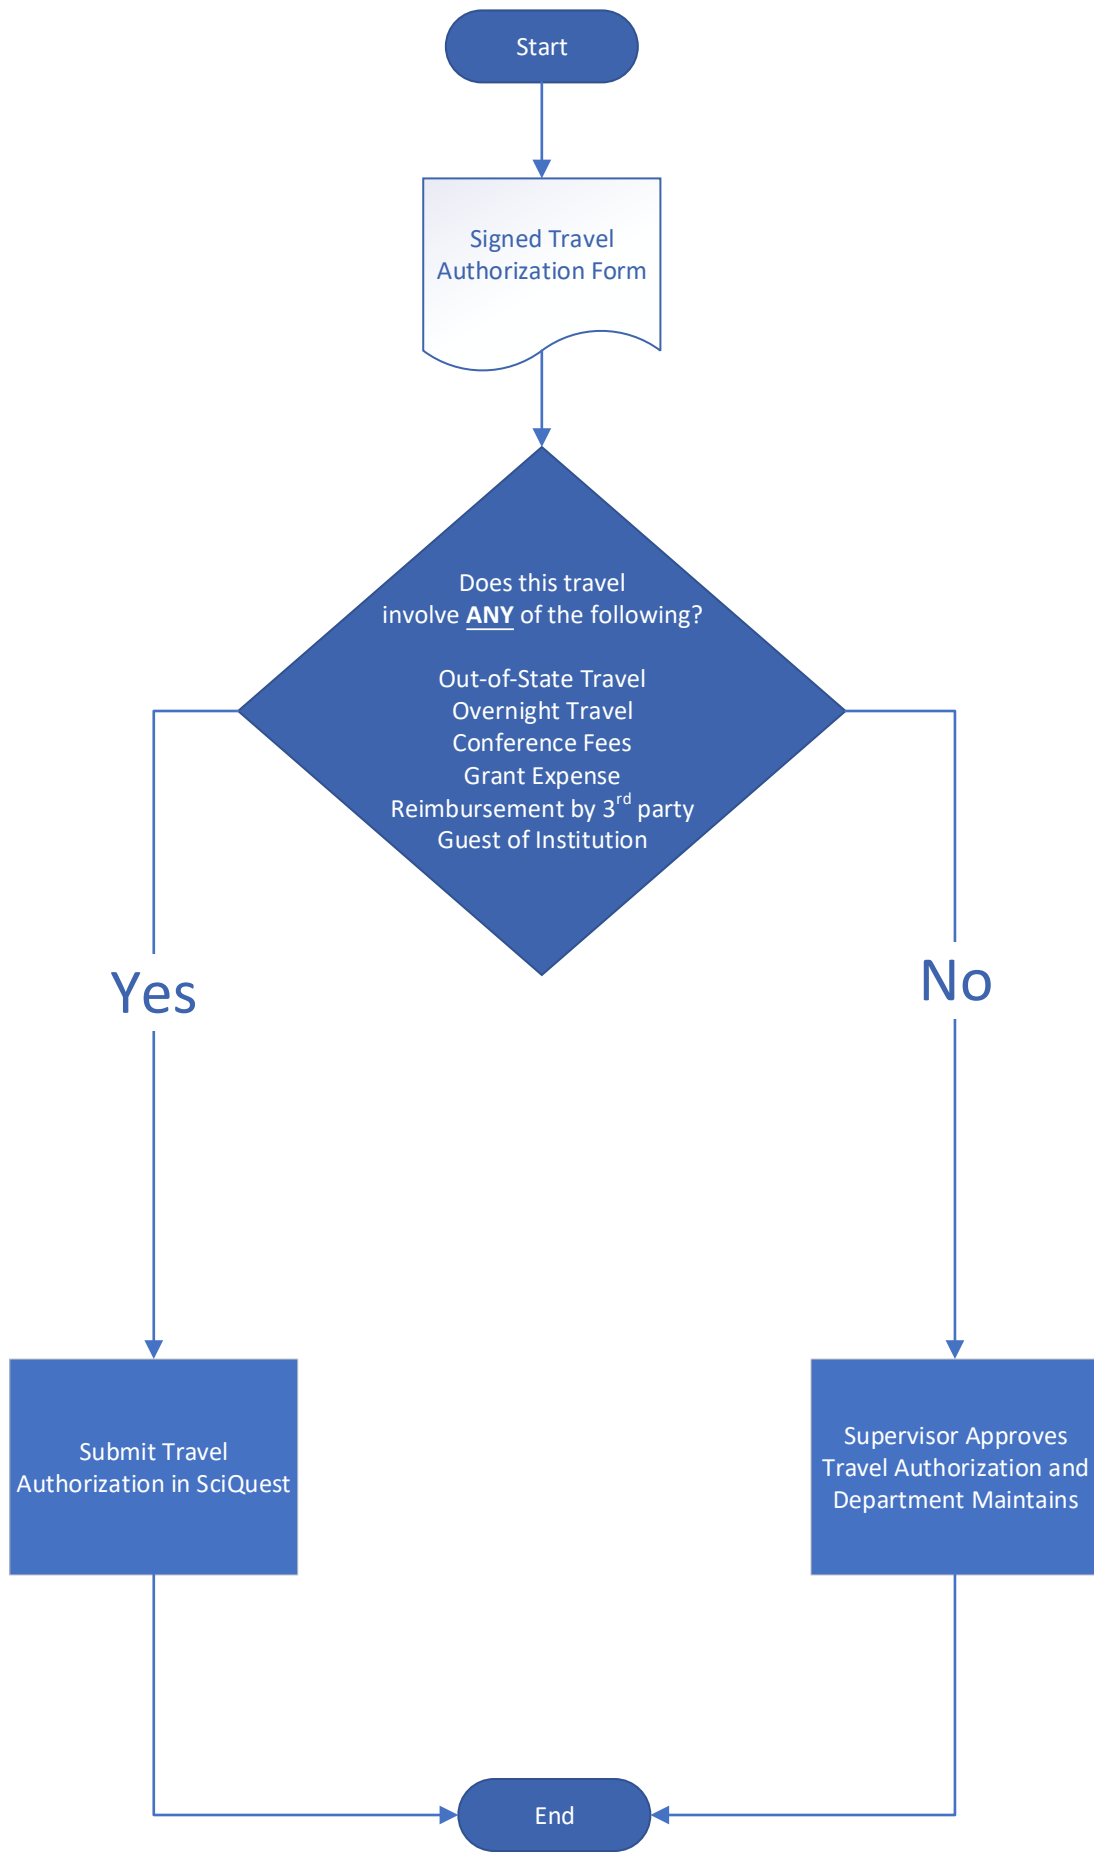 Start
Signed Travel
Authorization Form
Does this travel
involve ANY of the following?
Out-of-State Travel
Overnight Travel
Conference Fees
Grant Expense
Reimbursement by 3rd party
Guest of Institution
Yes
No
Submit Travel
Authorization in SciQuest
Supervisor Approves
Travel Authorization and
Department Maintains
End